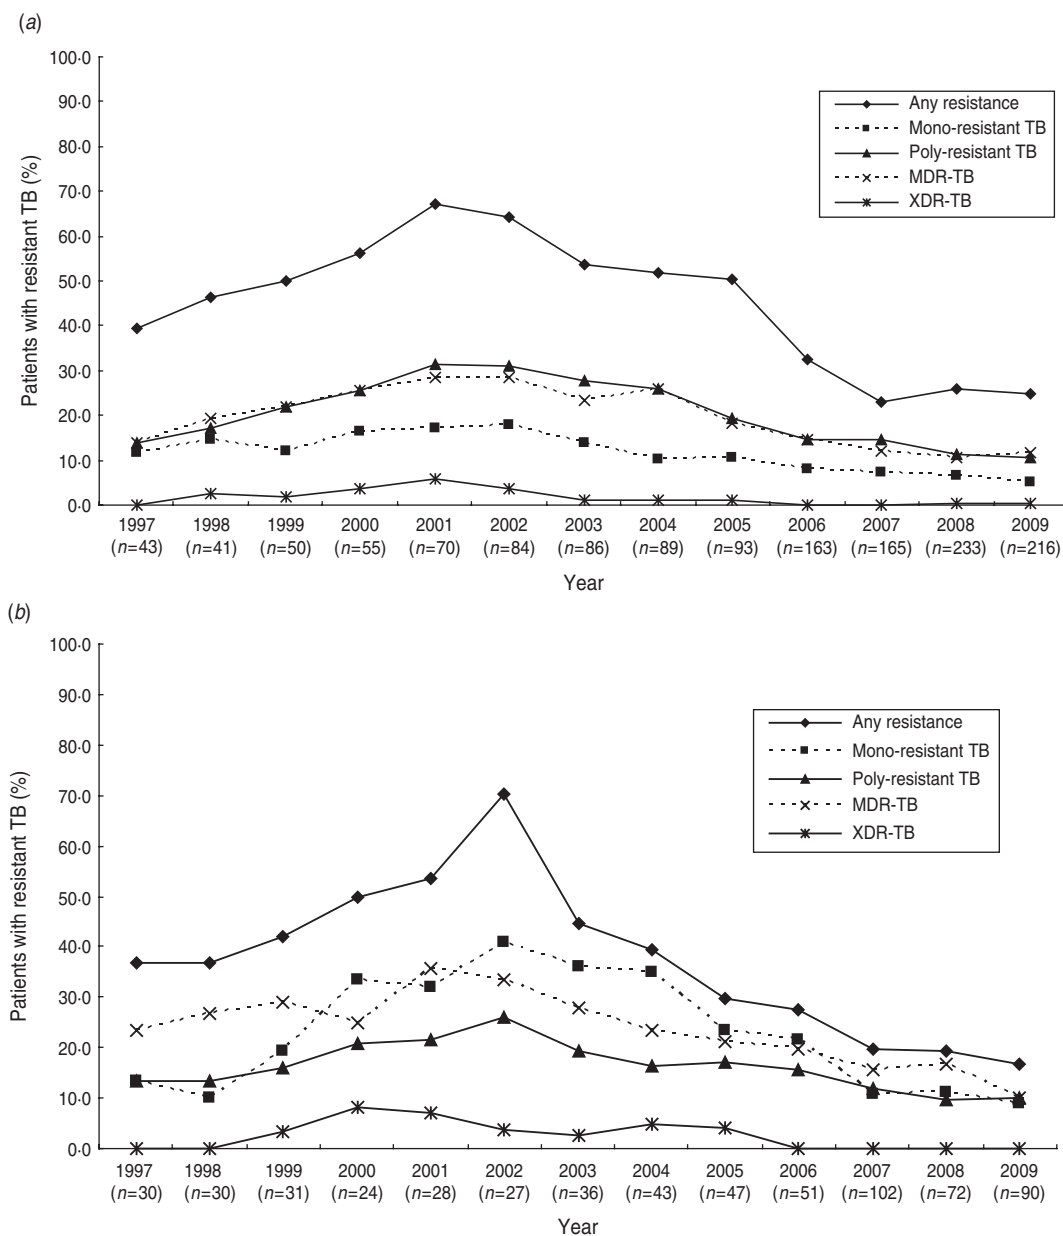 (a)
100·0
90·0
80·0
70·0
60·0
50·0
40·0
30·0
20·0
10·0
0·0
Patients with resistant TB (%)
Any resistance
Mono-resistant TB
Poly-resistant TB
MDR-TB
XDR-TB
1997 1998 1999 2000 2001 2002 2003 2004 2005 2006 2007 2008 2009
(n=43) (n=41) (n=50) (n=55) (n=70) (n=84) (n=86) (n=89) (n=93) (n=163) (n=165) (n=233) (n=216)
Year
(b)
100·0
90·0
80·0
70·0
60·0
50·0
40·0
30·0
20·0
10·0
0·0
Patients with resistant TB (%)
Any resistance
Mono-resistant TB
Poly-resistant TB
MDR-TB
XDR-TB
1997 1998 1999 2000 2001 2002 2003 2004 2005 2006 2007 2008 2009
(n=30) (n=30) (n=31) (n=24) (n=28) (n=27) (n=36) (n=43) (n=47) (n=51) (n=102) (n=72) (n=90)
Year